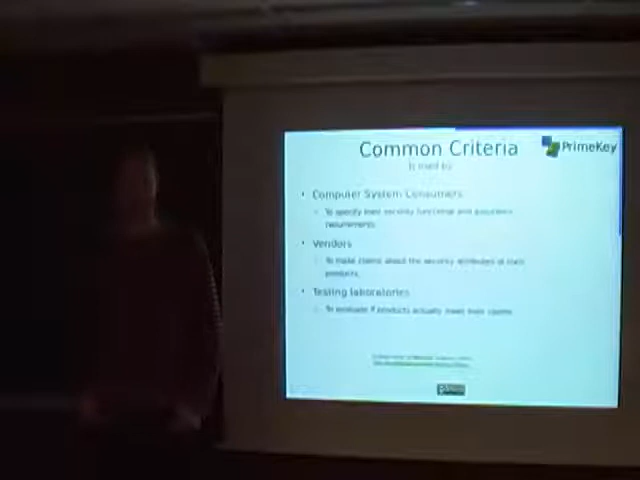 Common Criteria
PrimeKey
Is used by
• Computer System Consumers
To specify their security functional and assurance
requirements
• Vendors
To make claims about the security attributes of their
products
• Testing laboratories
To evaluate if products actually meet their claims